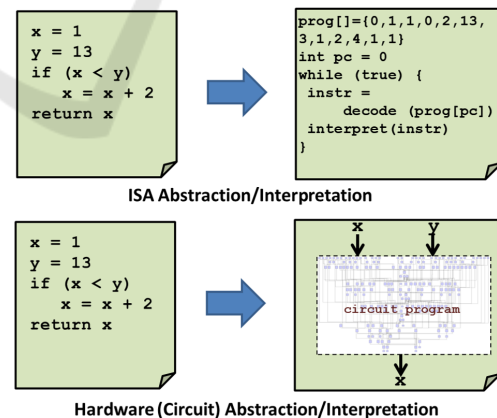 x = 1
y = 13
if (x < y)
x = x + 2
return x
prog[]={0,1,1,0,2,13,
3,1,2,4,1,1}
int pc = 0
while (true) {
instr =
decode (prog[pc])
interpret(instr)
}
ISA Abstraction/Interpretation
x = 1
y = 13
if (x < y)
x = x + 2
return x
x y
circuit program
x
Hardware (Circuit) Abstraction/Interpretation